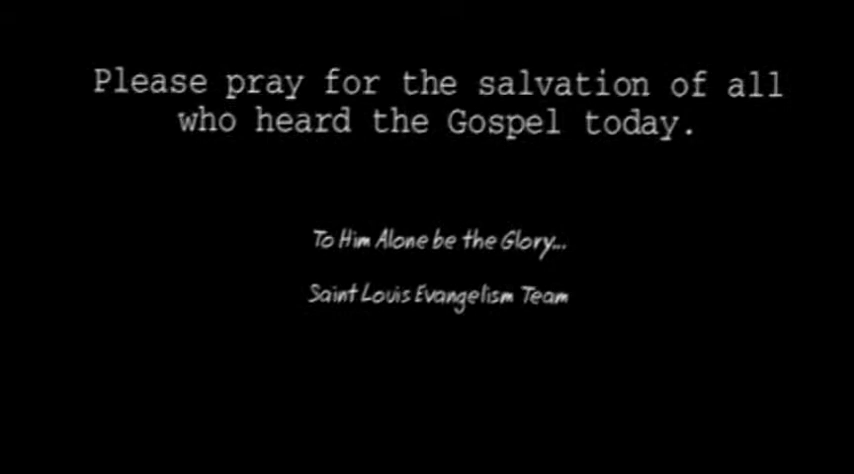 Please pray for the salvation of all
who heard the Gospel today.
To Him Alone be the Glory...
Saint Louis Evangelism Team